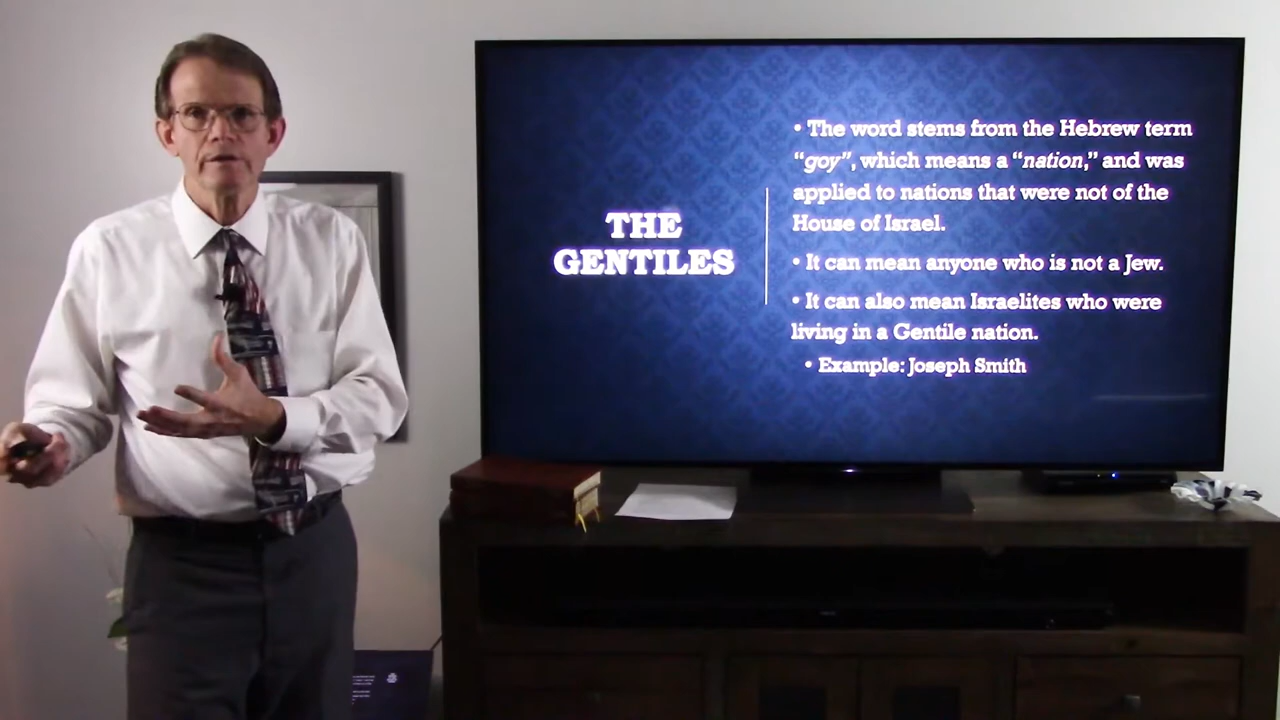 THE
GENTILES
• The word stems from the Hebrew term
“goy”, which means a “nation,” and was
applied to nations that were not of the
House of Israel.
• It can mean anyone who is not a Jew.
• It can also mean Israelites who were
living in a Gentile nation.
• Example: Joseph Smith